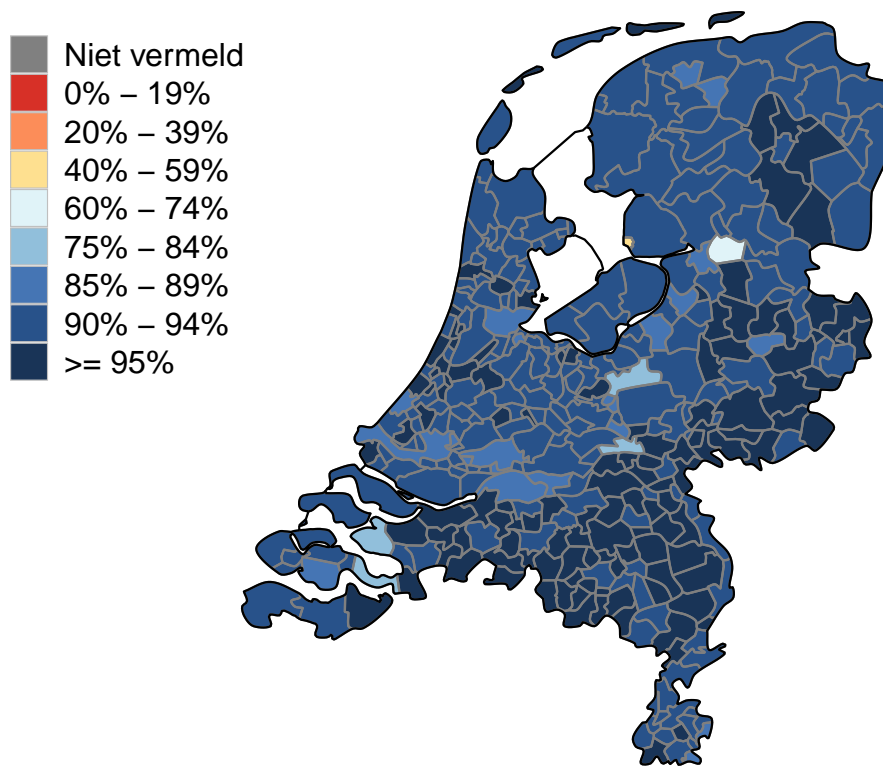 Niet vermeld
0% – 19%
20% – 39%
40% – 59%
60% – 74%
75% – 84%
85% – 89%
90% – 94%
>= 95%